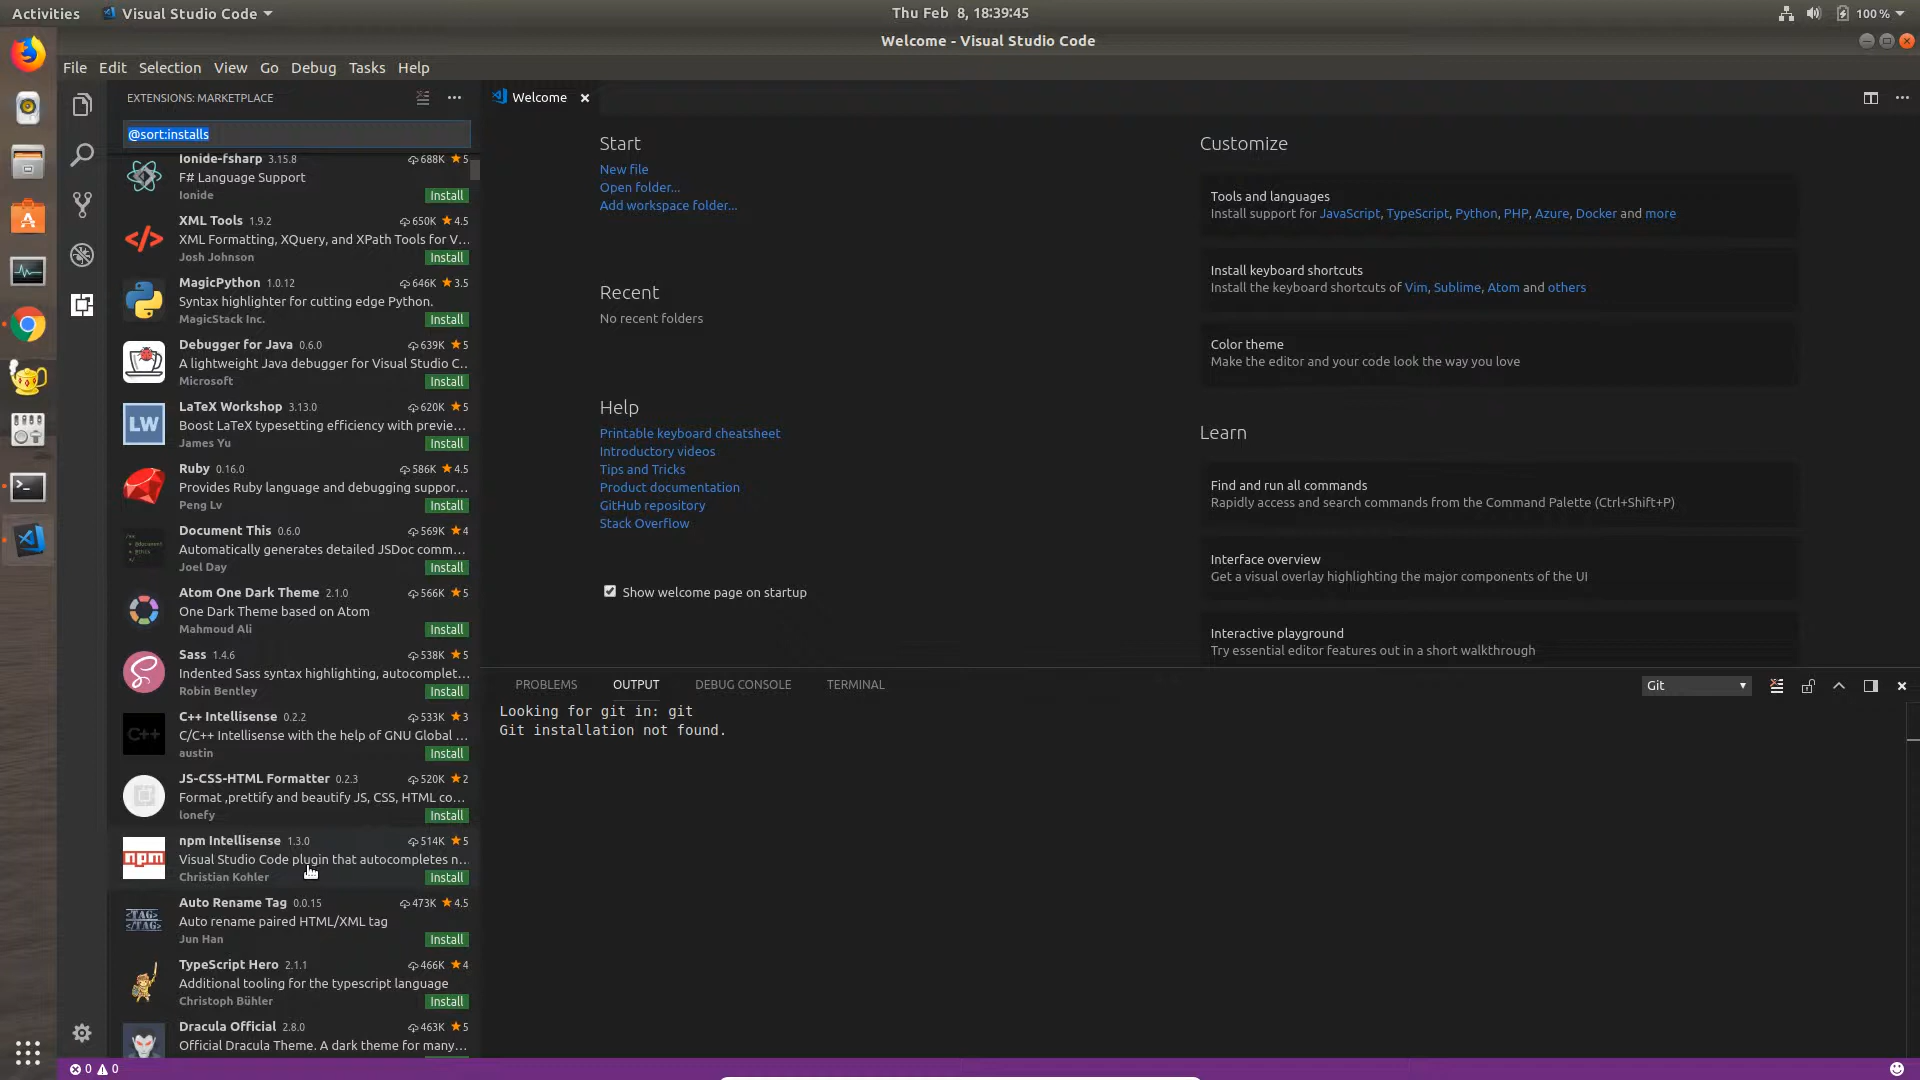 Activities
Visual Studio Code
Thu Feb 8, 18:39:45
100 %
Welcome - Visual Studio Code
File Edit Selection View Go Debug Tasks Help
EXTENSIONS: MARKETPLACE
@sort:installs
Ionide-fsharp 3.15.8 688K 5
F# Language Support
Ionide
Install
XML Tools 1.9.2 650K 4.5
XML Formatting, XQuery, and XPath Tools for V...
Josh Johnson
Install
MagicPython 1.0.12 646K 3.5
Syntax highlighter for cutting edge Python.
MagicStack Inc.
Install
Debugger for Java 0.6.0 639K 5
A lightweight Java debugger for Visual Studio C...
Microsoft
Install
LW
LaTeX Workshop 3.13.0 620K 5
Boost LaTeX typesetting efficiency with previe...
James Yu
Install
Ruby 0.16.0 586K 4.5
Provides Ruby language and debugging suppor...
Peng Lv
Install
Document This 0.6.0 569K 4
Automatically generates detailed JSDoc comm...
Joel Day
Install
Atom One Dark Theme 2.1.0 566K 5
One Dark Theme based on Atom
Mahmoud Ali
Install
Sass 1.4.6 538K 5
Indented Sass syntax highlighting, autocomplet...
Robin Bentley
Install
C++
C++ Intellisense 0.2.2 533K 3
C/C++ Intellisense with the help of GNU Global ...
austin
Install
JS-CSS-HTML Formatter 0.2.3 520K 2
Format ,prettify and beautify JS, CSS, HTML co...
lonefy
Install
npm
npm Intellisense 1.3.0 514K 5
Visual Studio Code plugin that autocompletes n...
Christian Kohler
Install
<TAG>
</TAG>
Auto Rename Tag 0.0.15 473K 4.5
Auto rename paired HTML/XML tag
Jun Han
Install
TypeScript Hero 2.1.1 466K 4
Additional tooling for the typescript language
Christoph Bühler
Install
Dracula Official 2.8.0 463K 5
Official Dracula Theme. A dark theme for many...
0 0
Welcome
Start
New file
Open folder...
Add workspace folder...
Recent
No recent folders
Help
Printable keyboard cheatsheet
Introductory videos
Tips and Tricks
Product documentation
GitHub repository
Stack Overflow
Show welcome page on startup
Customize
Tools and languages
Install support for JavaScript, TypeScript, Python, PHP, Azure, Docker and more
Install keyboard shortcuts
Install the keyboard shortcuts of Vim, Sublime, Atom and others
Color theme
Make the editor and your code look the way you love
Learn
Find and run all commands
Rapidly access and search commands from the Command Palette (Ctrl+Shift+P)
Interface overview
Get a visual overlay highlighting the major components of the UI
Interactive playground
Try essential editor features out in a short walkthrough
PROBLEMS OUTPUT DEBUG CONSOLE TERMINAL
Git
Looking for git in: git
Git installation not found.